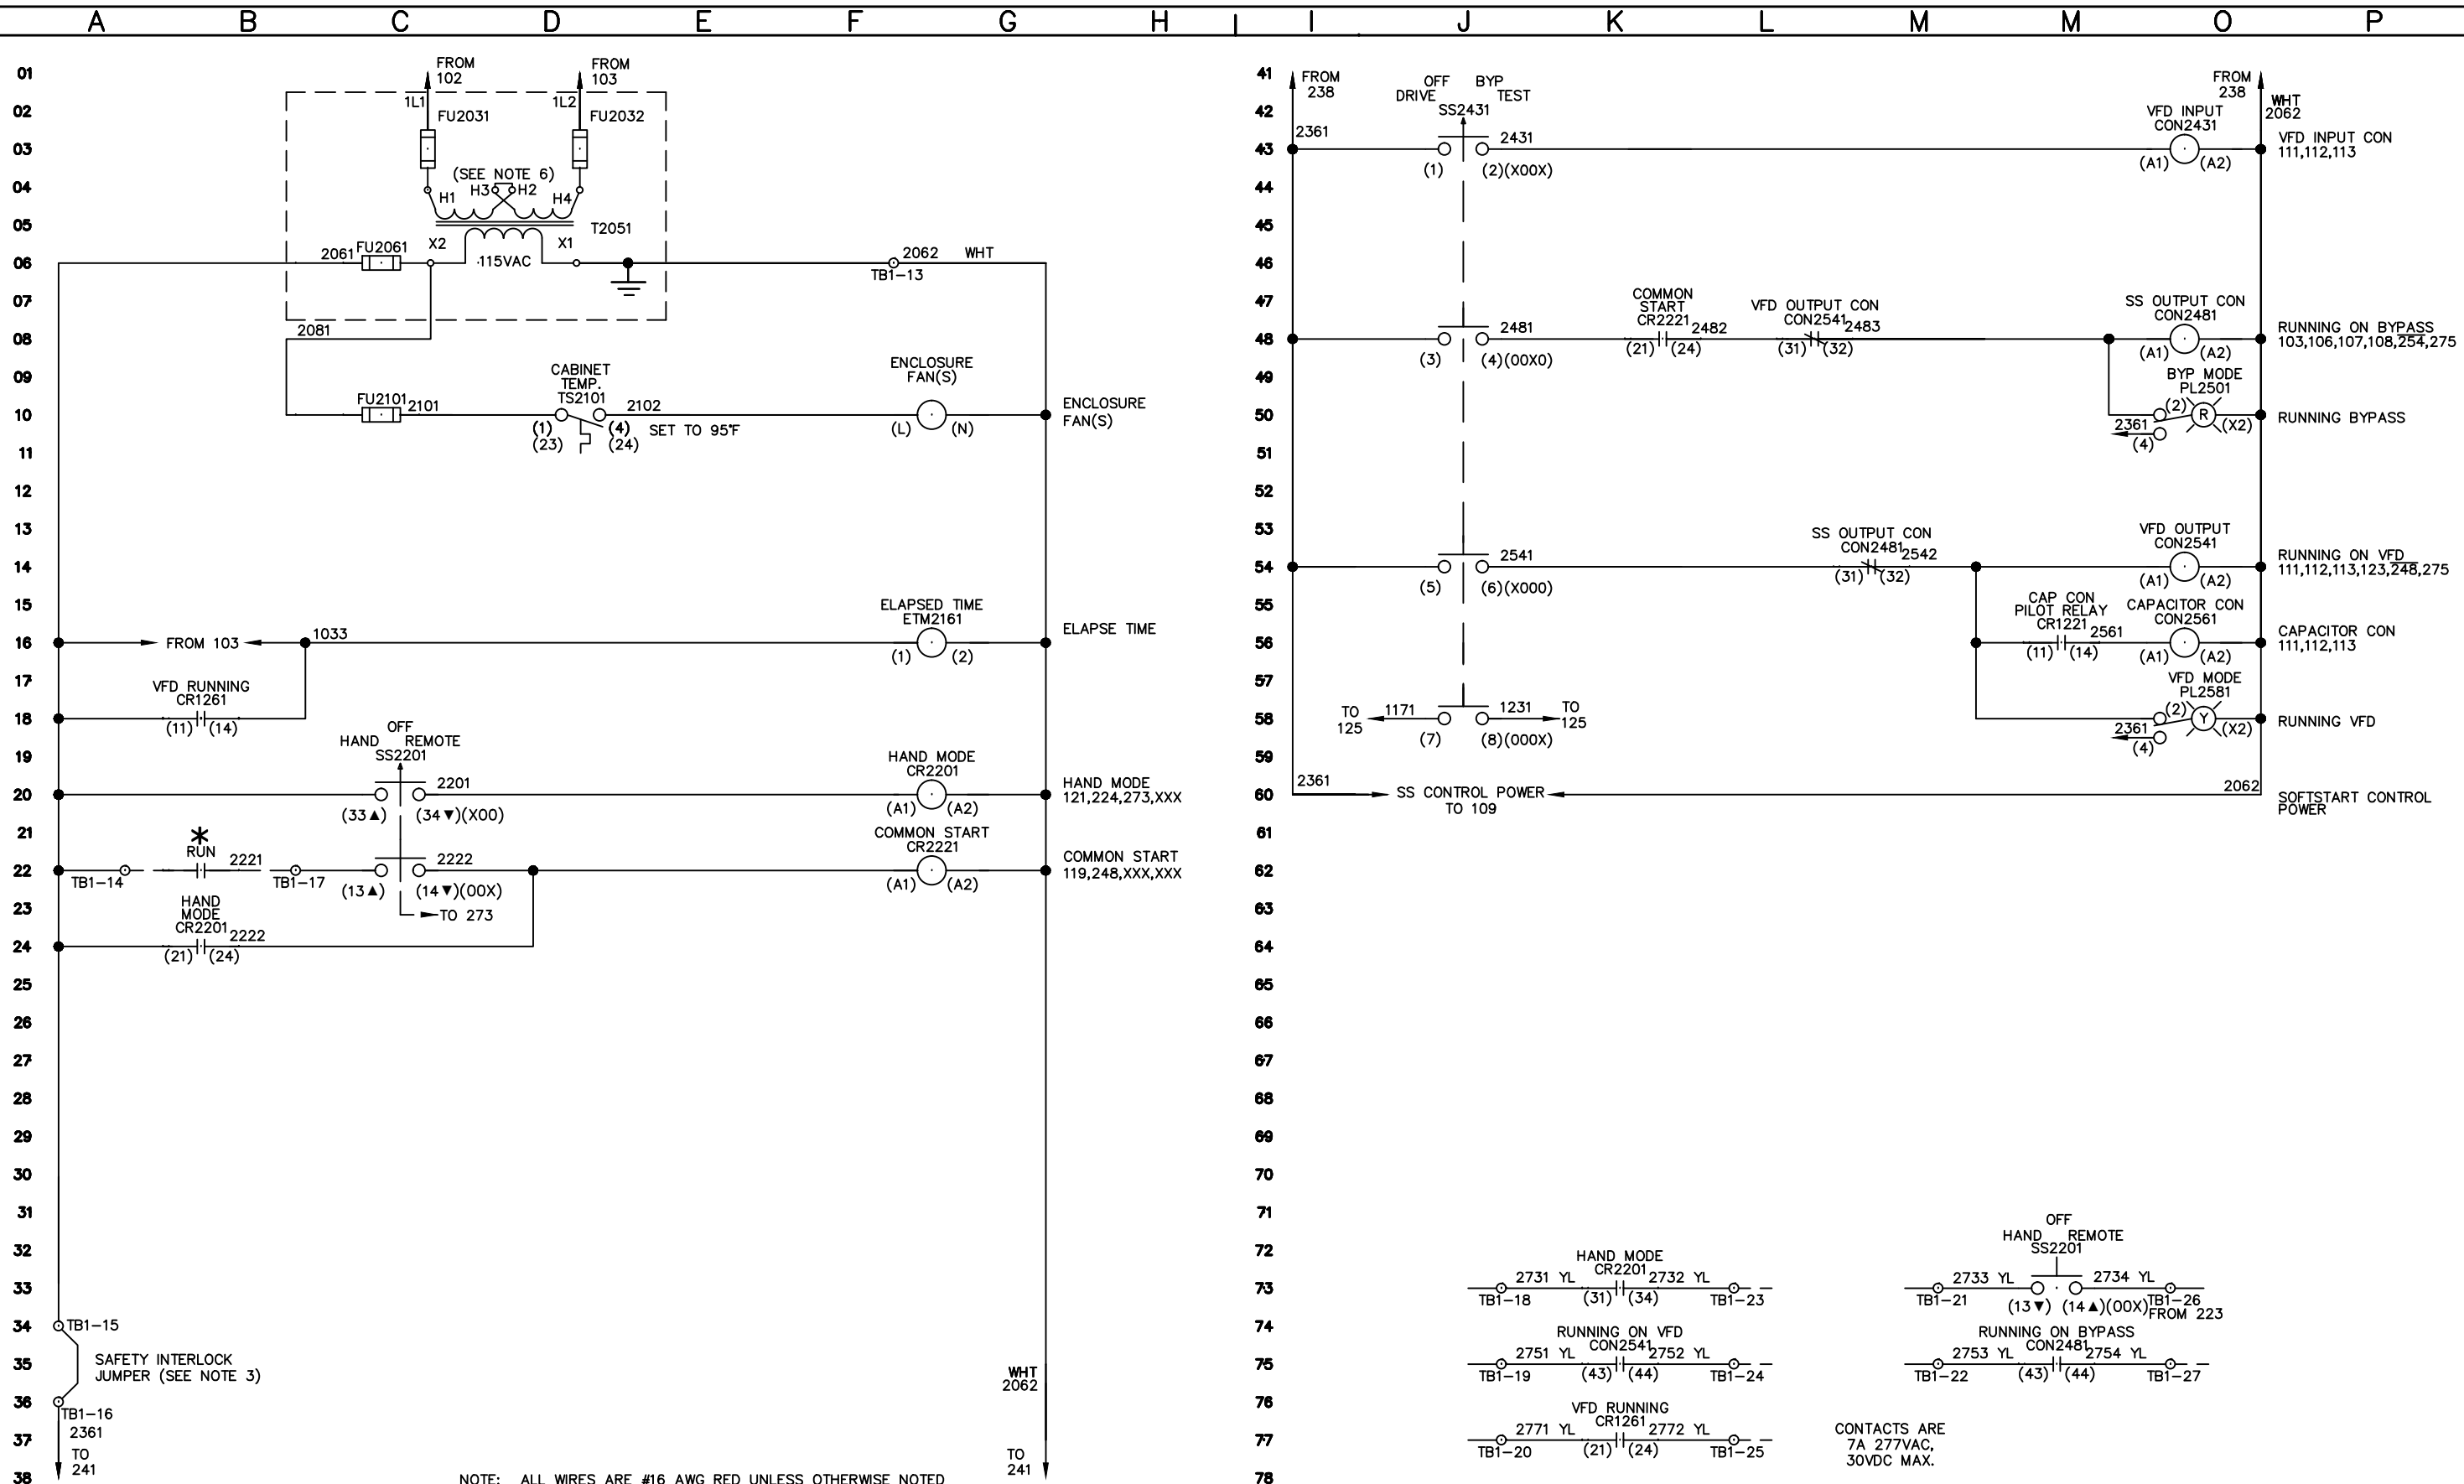 A B C D E F G H I J K L M M O P
01
02
03
04
05
06
07
08
09
10
11
12
13
14
15
16
17
18
19
20
21
22
23
24
25
26
27
28
29
30
31
32
33
34
35
36
37
38
FROM
102
FROM
103
1L1
FU2031
1L2
FU2032
(SEE NOTE 6)
H1 H3 H2 H4
T2051
2061 FU2061 X2 115VAC X1
2062 WHT
TB1-13
2081
CABINET
TEMP.
TS2101
ENCLOSURE
FAN(S)
FU2101 2101
2102
(1) (4)
(23) (24)
SET TO 95°F
(L) (N)
ENCLOSURE
FAN(S)
ELAPSED TIME
ETM2161
FROM 103 1033
(1) (2)
ELAPSE TIME
VFD RUNNING
CR1261
(11) (14)
OFF
HAND REMOTE
SS2201
2201
(33▲) (34▼)(X00)
HAND MODE
CR2201
(A1) (A2)
HAND MODE
121,224,273,XXX
*
RUN
TB1-14
2221
TB1-17
2222
(13▲) (14▼)(00X)
TO 273
COMMON START
CR2221
(A1) (A2)
COMMON START
119,248,XXX,XXX
HAND
MODE
CR2201
2222
(21) (24)
TB1-15
SAFETY INTERLOCK
JUMPER (SEE NOTE 3)
TB1-16
2361
TO
241
WHT
2062
TO
241
NOTE: ALL WIRES ARE #16 AWG RED UNLESS OTHERWISE NOTED
41
42
43
44
45
46
47
48
49
50
51
52
53
54
55
56
57
58
59
60
61
62
63
64
65
66
67
68
69
70
71
72
73
74
75
76
77
78
FROM
238
OFF BYP
DRIVE TEST
SS2431
FROM
238
WHT
2062
2361
2431
(1) (2)(X00X)
VFD INPUT
CON2431
(A1) (A2)
VFD INPUT CON
111,112,113
2481
(3) (4)(00X0)
COMMON
START
CR2221
2482
(21) (24)
VFD OUTPUT CON
CON2541
2483
(31) (32)
SS OUTPUT CON
CON2481
(A1) (A2)
RUNNING ON BYPASS
103,106,107,108,254,275
BYP MODE
PL2501
(2) R (X2)
2361
(4)
RUNNING BYPASS
2541
(5) (6)(X000)
SS OUTPUT CON
CON2481
2542
(31) (32)
VFD OUTPUT
CON2541
(A1) (A2)
RUNNING ON VFD
111,112,113,123,248,275
CAP CON
PILOT RELAY
CR1221
2561
(11) (14)
CAPACITOR CON
CON2561
(A1) (A2)
CAPACITOR CON
111,112,113
VFD MODE
PL2581
(2) Y (X2)
2361
(4)
RUNNING VFD
TO
125
1171
1231
TO
125
(7) (8)(000X)
2361
SS CONTROL POWER
TO 109
2062
SOFTSTART CONTROL
POWER
HAND MODE
CR2201
2731 YL 2732 YL
TB1-18 (31) (34) TB1-23
OFF
HAND REMOTE
SS2201
2733 YL 2734 YL
TB1-21 (13▼) (14▲)(00X) TB1-26
FROM 223
RUNNING ON VFD
CON2541
2751 YL 2752 YL
TB1-19 (43) (44) TB1-24
RUNNING ON BYPASS
CON2481
2753 YL 2754 YL
TB1-22 (43) (44) TB1-27
VFD RUNNING
CR1261
2771 YL 2772 YL
TB1-20 (21) (24) TB1-25
CONTACTS ARE
7A 277VAC,
30VDC MAX.